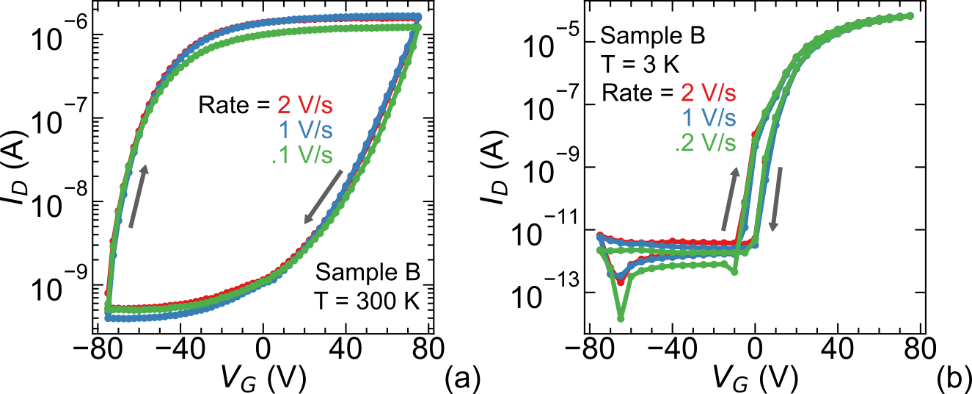 10⁻⁶
10⁻⁷
10⁻⁸
10⁻⁹
I_D (A)
Rate = 2 V/s
1 V/s
.1 V/s
Sample B
T = 300 K
−80 −40 0 40 80
V_G (V)
(a)
10⁻⁵
10⁻⁷
10⁻⁹
10⁻¹¹
10⁻¹³
I_D (A)
Sample B
T = 3 K
Rate = 2 V/s
1 V/s
.2 V/s
−80 −40 0 40 80
V_G (V)
(b)